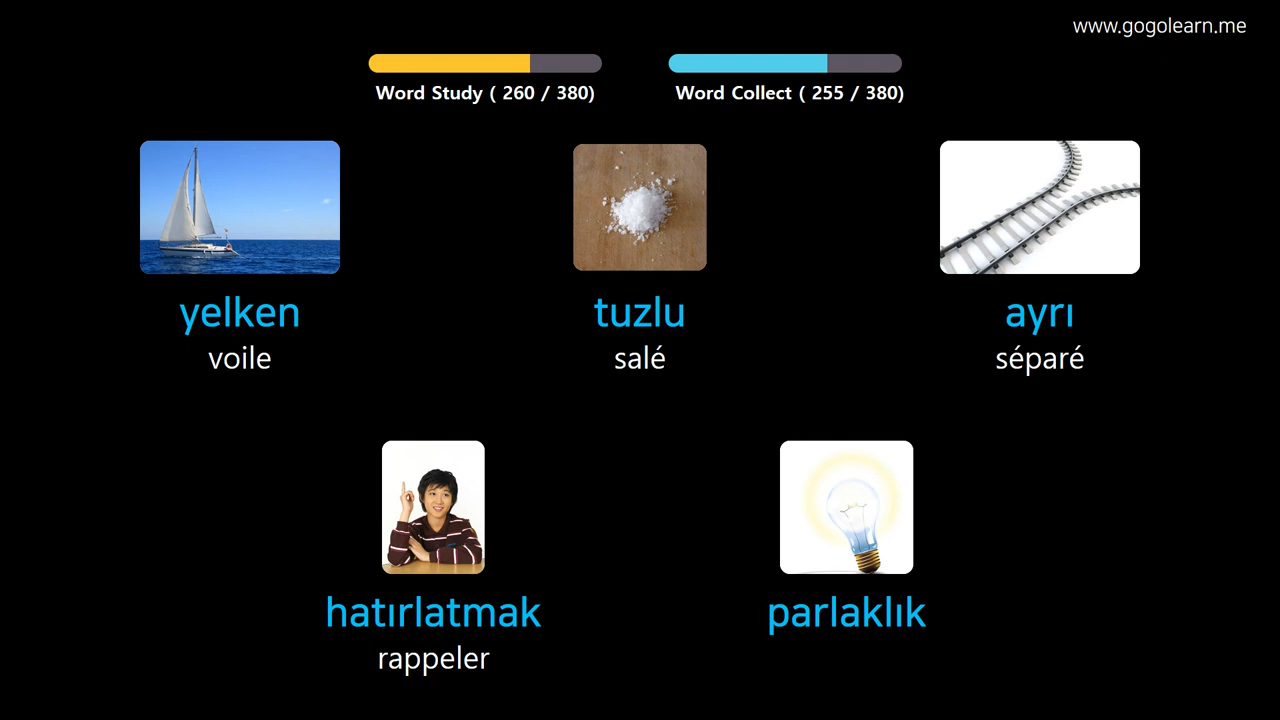 www.gogolearn.me
Word Study ( 260 / 380)
Word Collect ( 255 / 380)
yelken
voile
tuzlu
salé
ayrı
séparé
hatırlatmak
rappeler
parlaklık